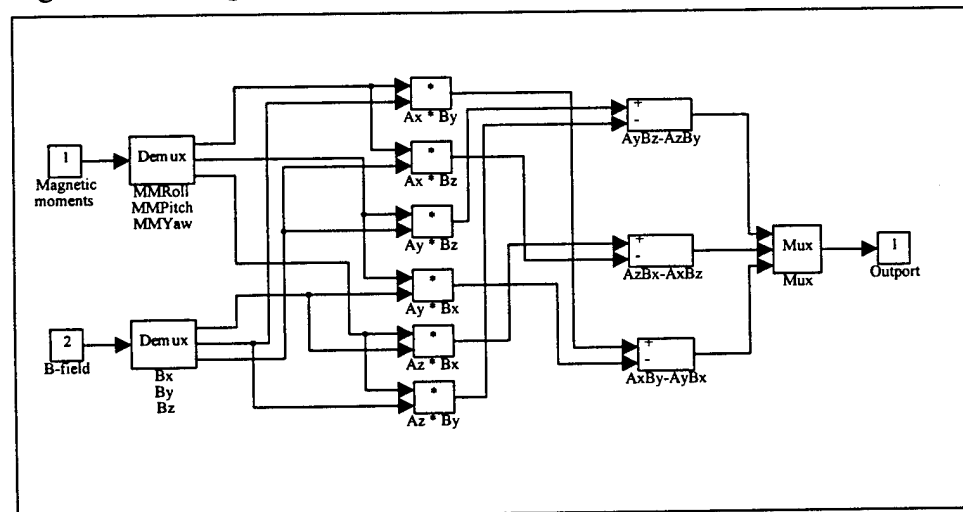 *
Ax * By
+
-
AyBz-AzBy
1
Magnetic
moments
Demux
MMRoll
MMPitch
MMYaw
*
Ax * Bz
*
Ay * Bz
+
-
AzBx-AxBz
Mux
Mux
1
Outport
*
Ay * Bx
2
B-field
Demux
Bx
By
Bz
*
Az * Bx
+
-
AxBy-AyBx
*
Az * By